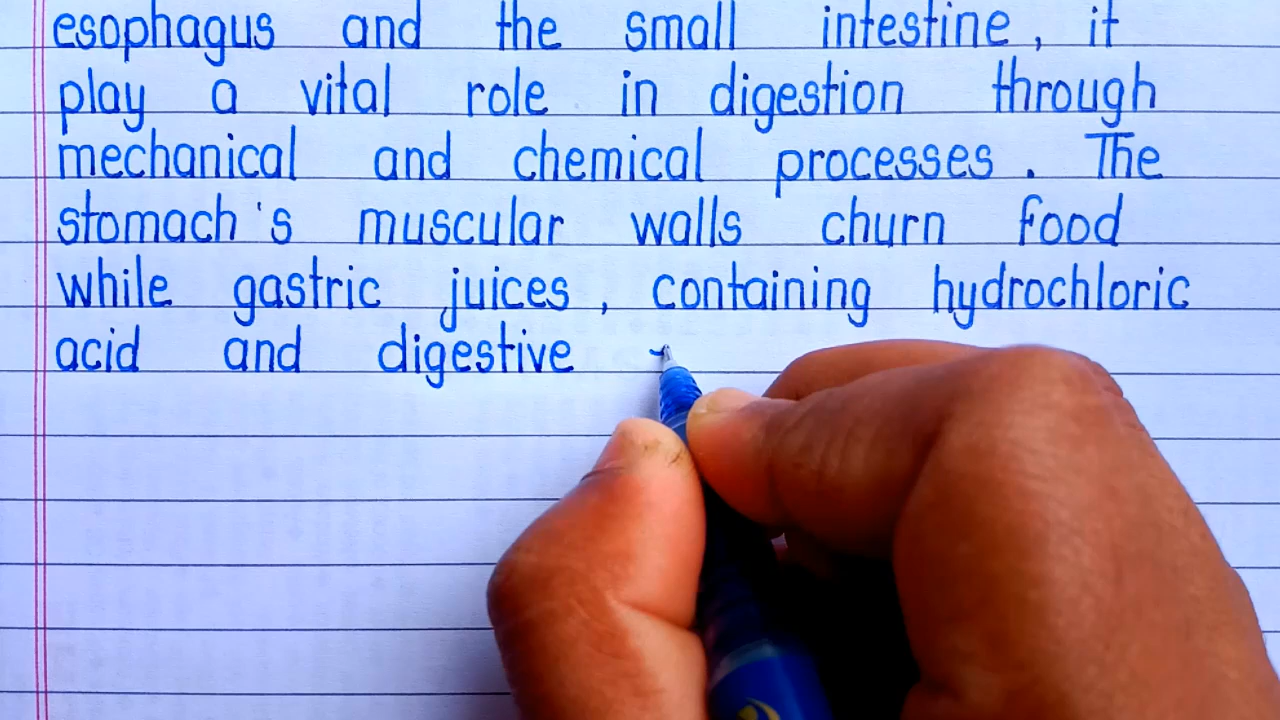 esophagus and the small intestine, it
play a vital role in digestion through
mechanical and chemical processes. The
stomach's muscular walls churn food
while gastric juices, containing hydrochloric
acid and digestive